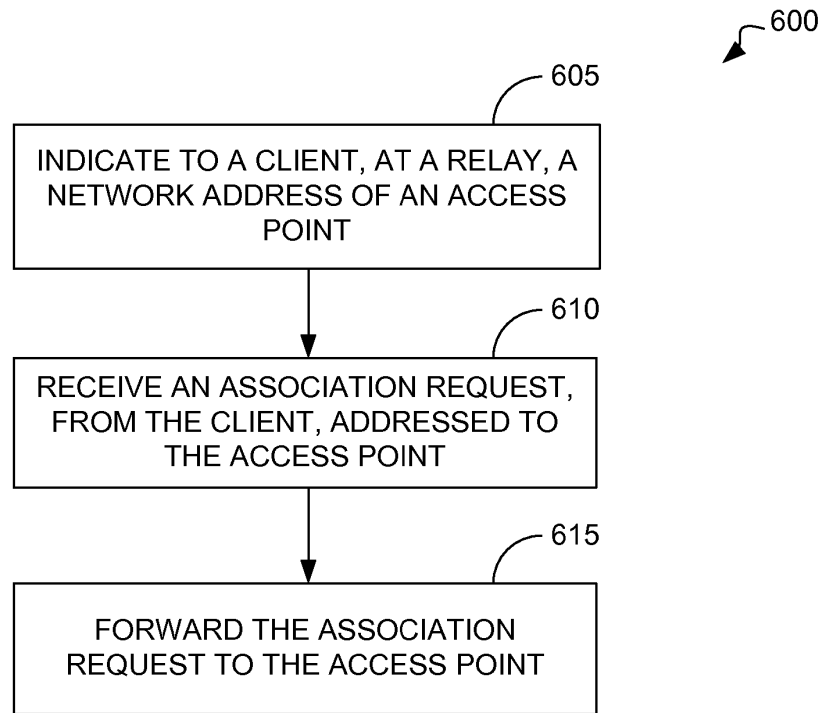 600
605
INDICATE TO A CLIENT, AT A RELAY, A
NETWORK ADDRESS OF AN ACCESS
POINT
610
RECEIVE AN ASSOCIATION REQUEST,
FROM THE CLIENT, ADDRESSED TO
THE ACCESS POINT
615
FORWARD THE ASSOCIATION
REQUEST TO THE ACCESS POINT